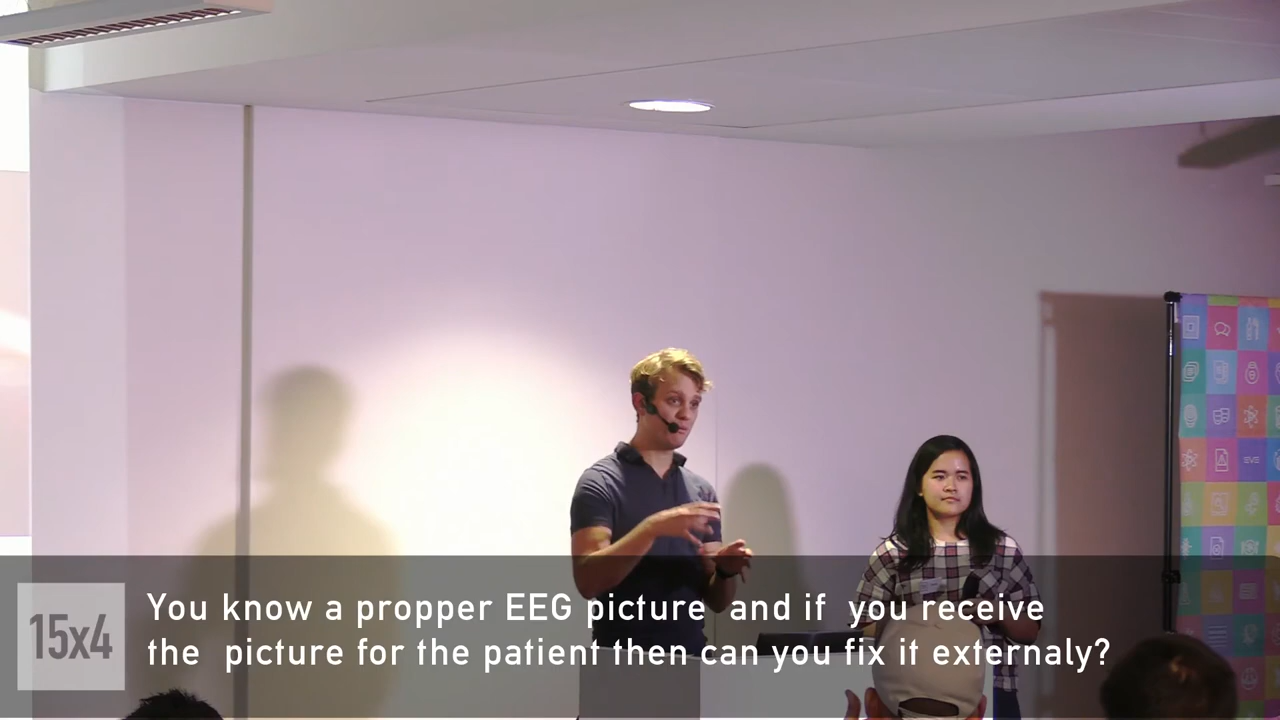 15x4
You know a propper EEG picture  and if  you receive
the  picture for the patient then can you fix it externaly?